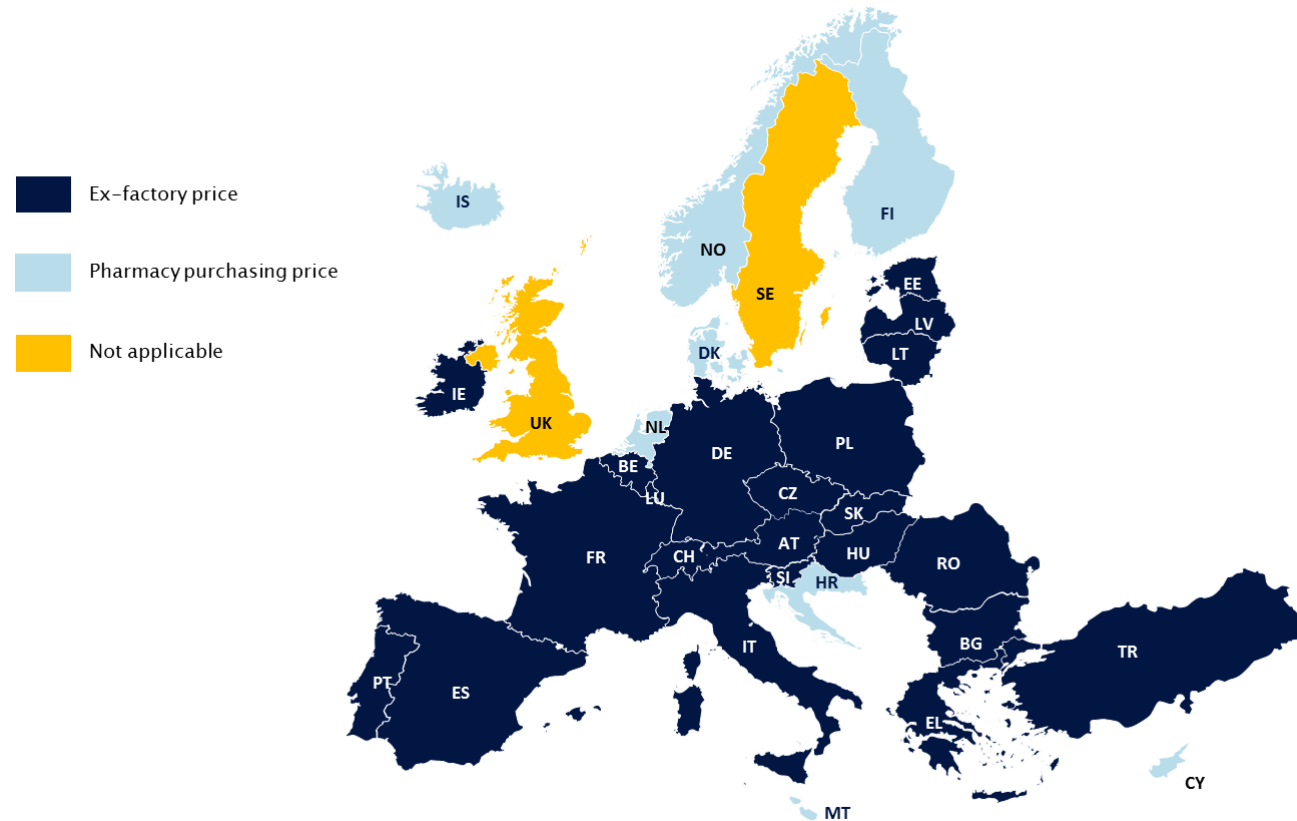 Ex-factory price
Pharmacy purchasing price
Not applicable
IS
FI
NO
SE
EE
LV
LT
DK
IE
UK
NL
BE
LU
DE
PL
CZ
SK
AT
HU
CH
FR
SI
HR
RO
BG
IT
PT
ES
EL
TR
CY
MT